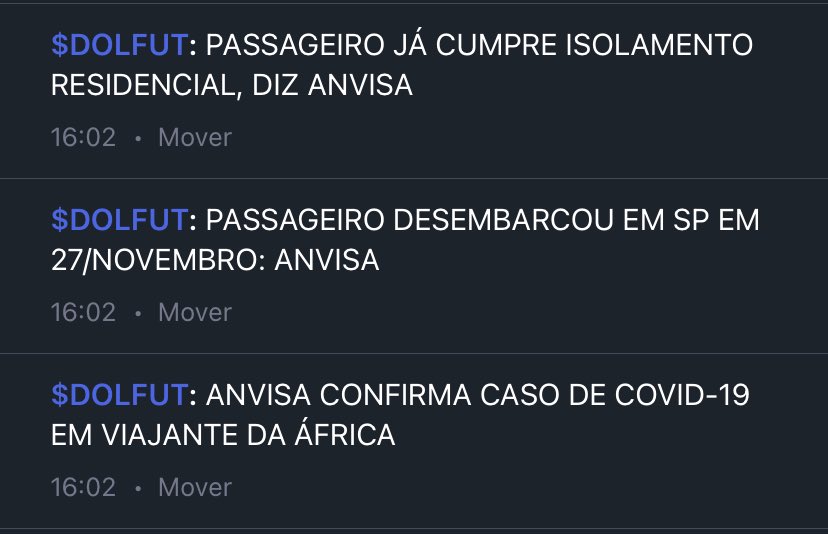 $DOLFUT: PASSAGEIRO JÁ CUMPRE ISOLAMENTO
RESIDENCIAL, DIZ ANVISA
16:02 • Mover
$DOLFUT: PASSAGEIRO DESEMBARCOU EM SP EM
27/NOVEMBRO: ANVISA
16:02 • Mover
$DOLFUT: ANVISA CONFIRMA CASO DE COVID-19
EM VIAJANTE DA ÁFRICA
16:02 • Mover